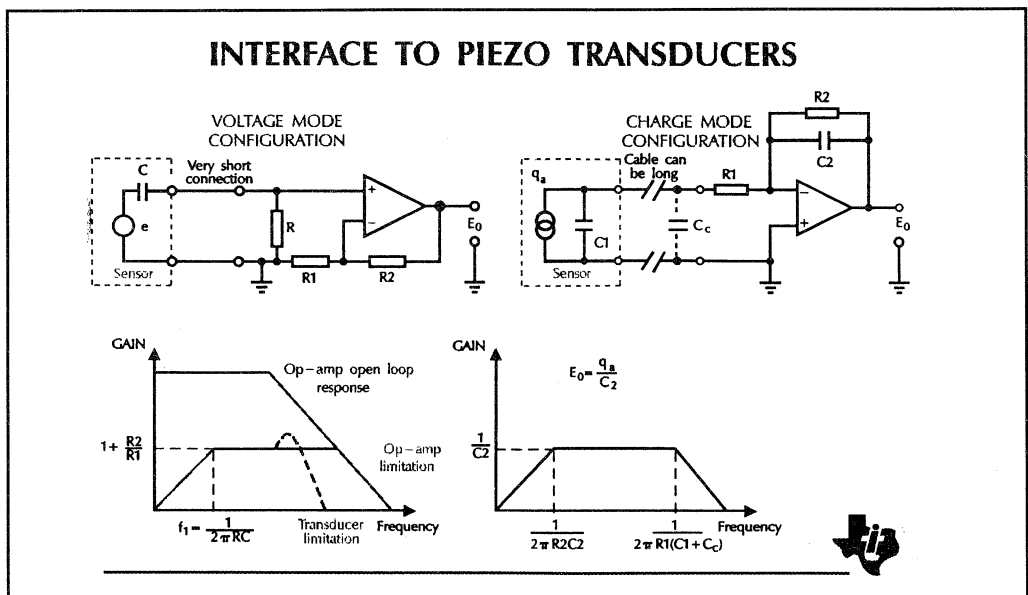 INTERFACE TO PIEZO TRANSDUCERS
VOLTAGE MODE
CONFIGURATION
C
Very short
connection
e
Sensor
R
R1
R2
+
−
E₀
CHARGE MODE
CONFIGURATION
Cable can
be long
qₐ
C1
Sensor
C꜀
R1
R2
C2
−
+
E₀
GAIN
Op-amp open loop
response
1+ R2/R1
Op-amp
limitation
f₁= 1/2πRC
Transducer
limitation
Frequency
GAIN
E₀= qₐ/C₂
1/C2
1/2πR2C2
1/2πR1(C1+C꜀)
Frequency